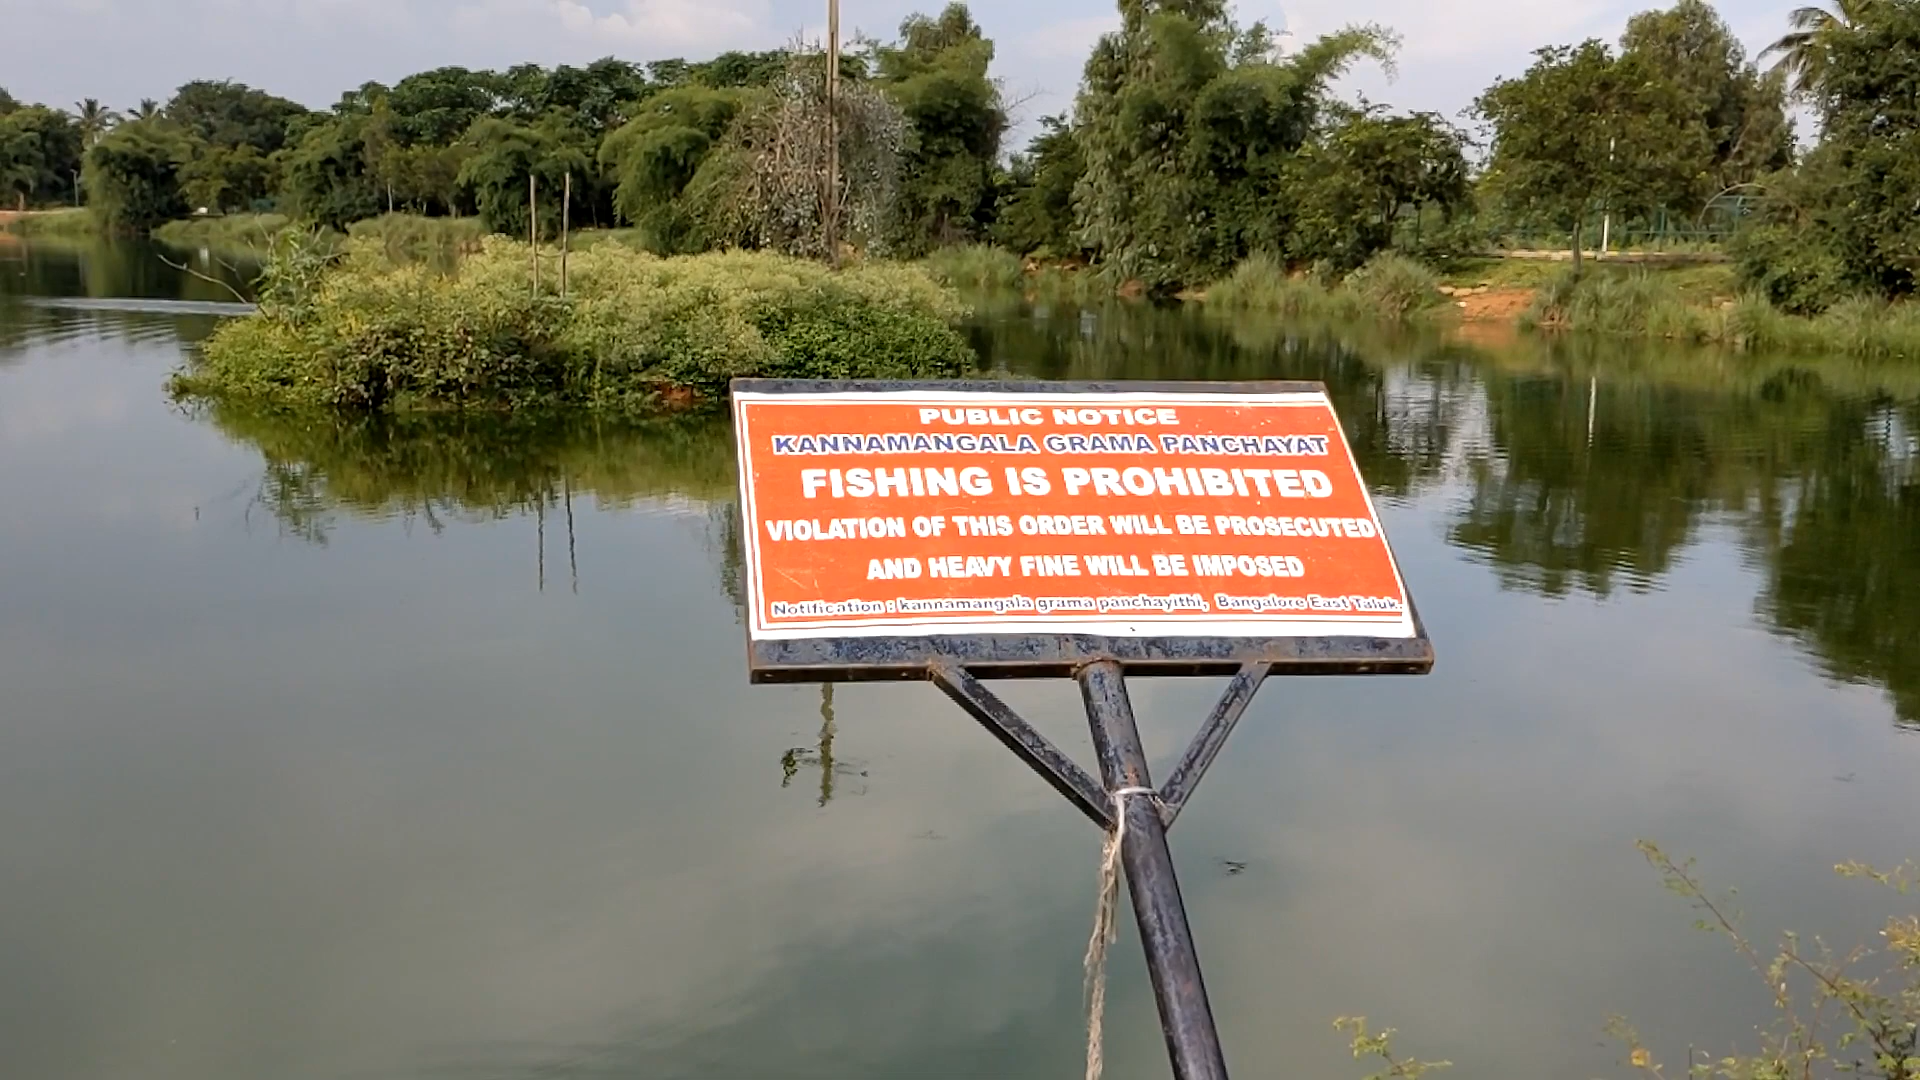 PUBLIC NOTICE
KANNAMANGALA GRAMA PANCHAYAT
FISHING IS PROHIBITED
VIOLATION OF THIS ORDER WILL BE PROSECUTED
AND HEAVY FINE WILL BE IMPOSED
Notification : kannamangala grama panchayithi, Bangalore East Taluk.